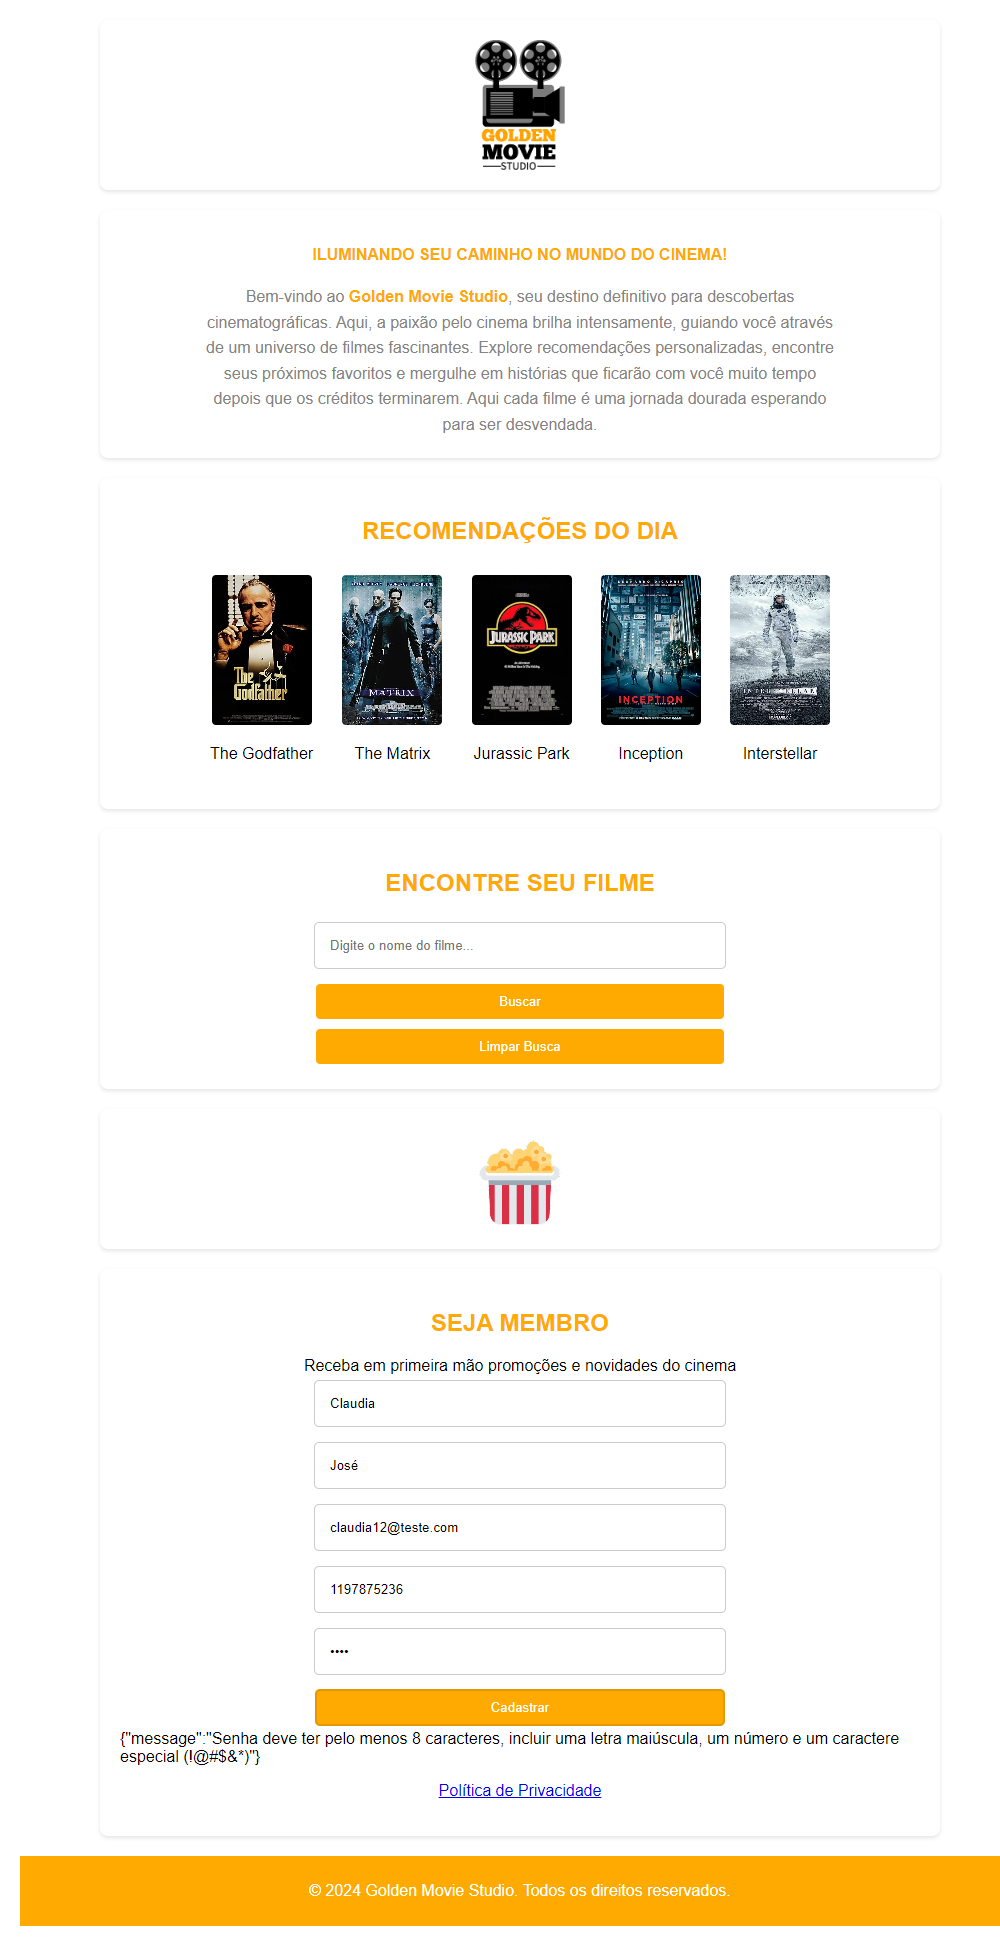 GOLDEN
MOVIE
STUDIO
ILUMINANDO SEU CAMINHO NO MUNDO DO CINEMA!
Bem-vindo ao Golden Movie Studio, seu destino definitivo para descobertas
cinematográficas. Aqui, a paixão pelo cinema brilha intensamente, guiando você através
de um universo de filmes fascinantes. Explore recomendações personalizadas, encontre
seus próximos favoritos e mergulhe em histórias que ficarão com você muito tempo
depois que os créditos terminarem. Aqui cada filme é uma jornada dourada esperando
para ser desvendada.
RECOMENDAÇÕES DO DIA
The
Godfather
MATRIX
JURASSIC PARK
INCEPTION
INTERSTELLAR
The Godfather
The Matrix
Jurassic Park
Inception
Interstellar
ENCONTRE SEU FILME
Digite o nome do filme...
Buscar
Limpar Busca
SEJA MEMBRO
Receba em primeira mão promoções e novidades do cinema
Claudia
José
claudia12@teste.com
1197875236
••••
Cadastrar
{"message":"Senha deve ter pelo menos 8 caracteres, incluir uma letra maiúscula, um número e um caractere
especial (!@#$&*)"}
Política de Privacidade
© 2024 Golden Movie Studio. Todos os direitos reservados.